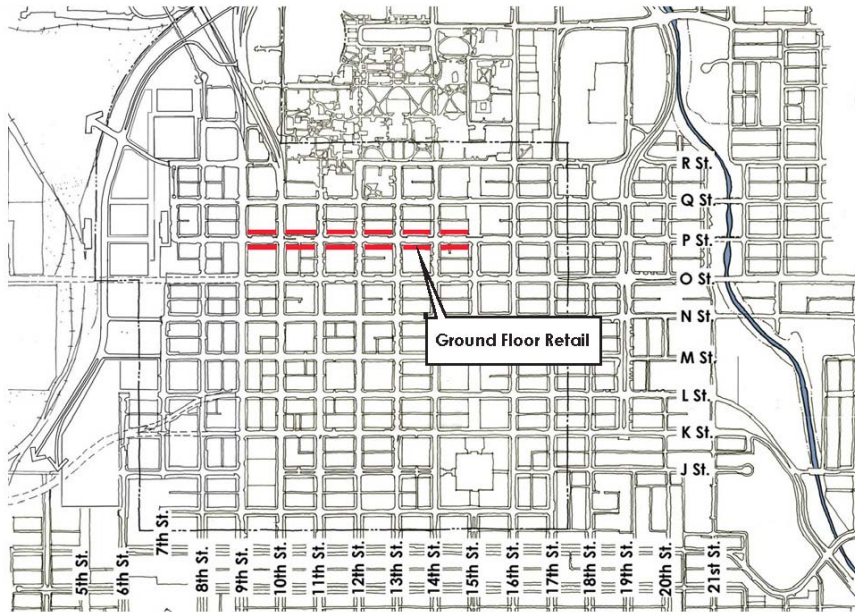 R St.
Q St.
P St.
O St.
N St.
Ground Floor Retail
M St.
L St.
K St.
J St.
5th St.
6th St.
7th St.
8th St.
9th St.
10th St.
11th St.
12th St.
13th St.
14th St.
15th St.
16th St.
17th St.
18th St.
19th St.
20th St.
21st St.